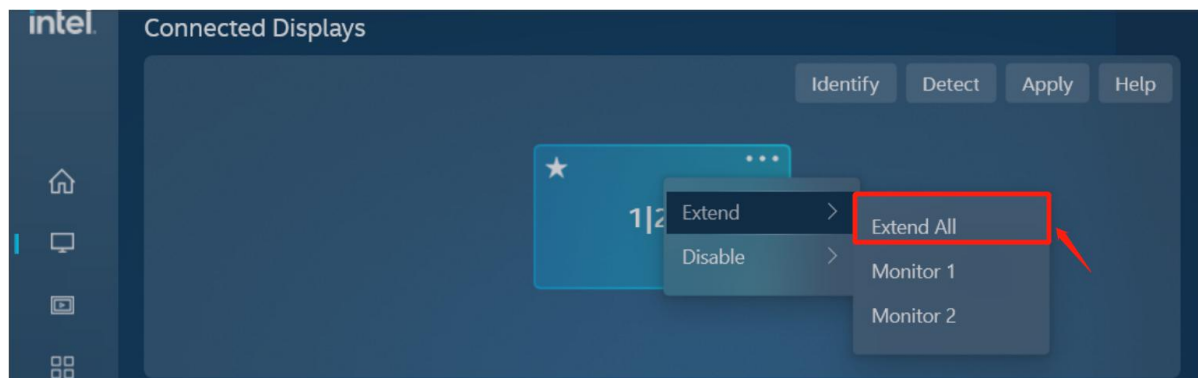 intel.
Connected Displays
Identify Detect Apply Help
1|2
Extend
Disable
Extend All
Monitor 1
Monitor 2